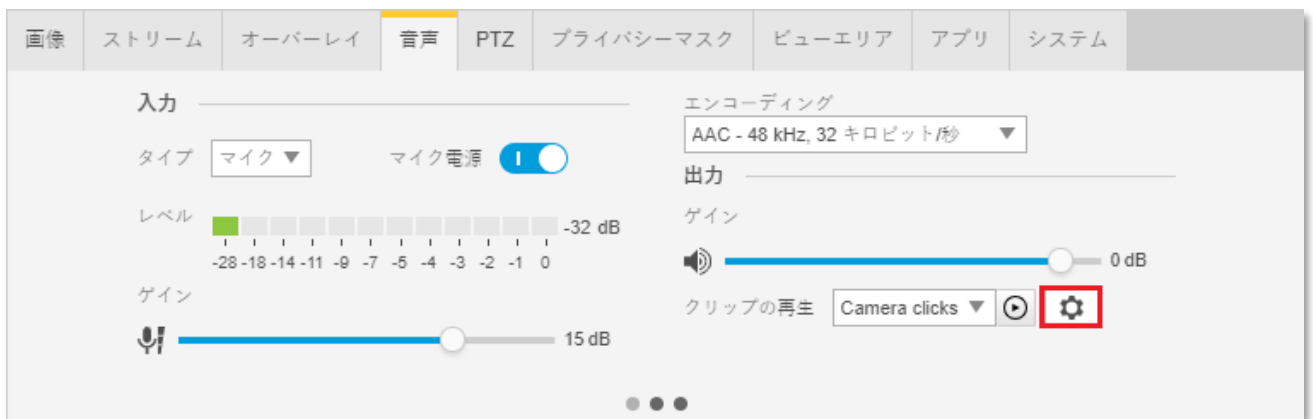 画像 ストリーム オーバーレイ 音声 PTZ プライバシーマスク ビューエリア アプリ システム
入力
タイプ マイク マイク電源
レベル -32 dB
-28 -18 -14 -11 -9 -7 -5 -4 -3 -2 -1 0
ゲイン
15 dB
エンコーディング
AAC - 48 kHz, 32 キロビット/秒
出力
ゲイン
0 dB
クリップの再生 Camera clicks